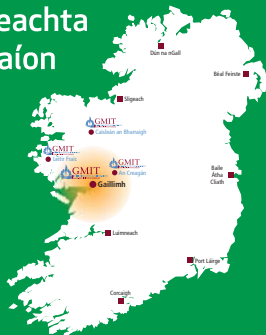 eachta
aíon
Dún na nGall
Béal Feirste
Sligeach
GMIT
Caisleán an Bharraigh
GMIT
Leitir Fraic
GMIT
An Creagán
GMIT
Gaillimh
Baile
Átha
Cliath
Luimneach
Port Láirge
Corcaigh